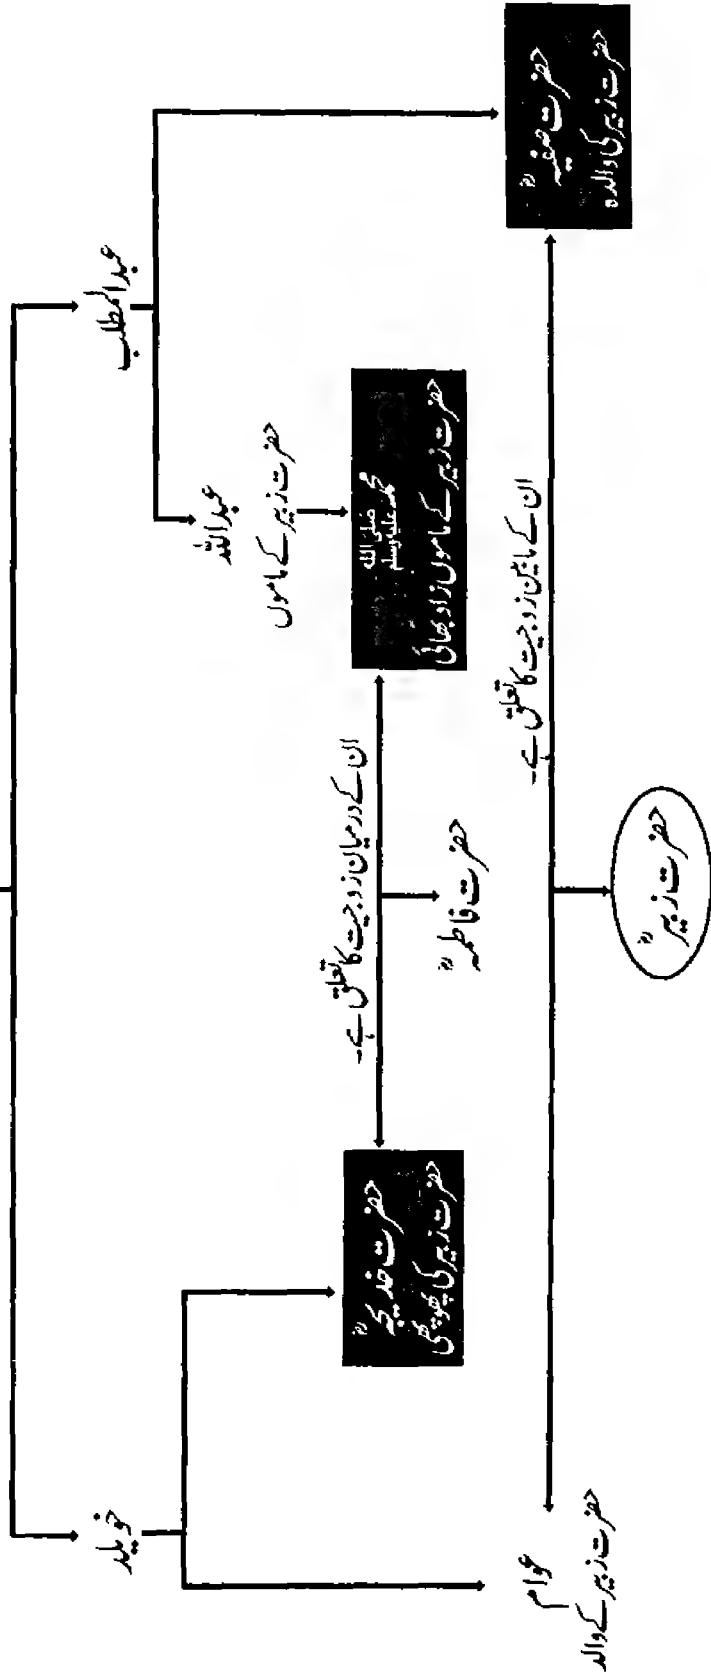 عبدالمطلب
خویلد
عبداللہ
حضرت زبیر کے ماموں
محمد صلی اللہ علیہ وسلم
حضرت زبیر کے ماموں زاد بھائی
ان کے درمیان زوجیت کا تعلق ہے۔
حضرت فاطمہؓ
حضرت خدیجہؓ
حضرت زبیر کی پھوپھی
حضرت صفیہؓ
حضرت زبیر کی والدہ
ان کے مابین زوجیت کا تعلق ہے۔
عوام
حضرت زبیر کے والد
حضرت زبیرؓ